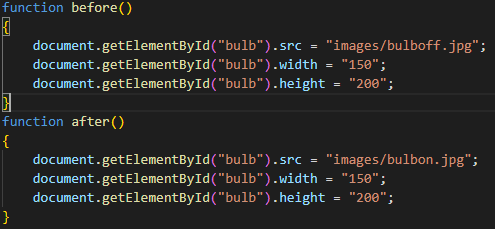 function before()
{
    document.getElementById("bulb").src = "images/bulboff.jpg";
    document.getElementById("bulb").width = "150";
    document.getElementById("bulb").height = "200";
}
function after()
{
    document.getElementById("bulb").src = "images/bulbon.jpg";
    document.getElementById("bulb").width = "150";
    document.getElementById("bulb").height = "200";
}